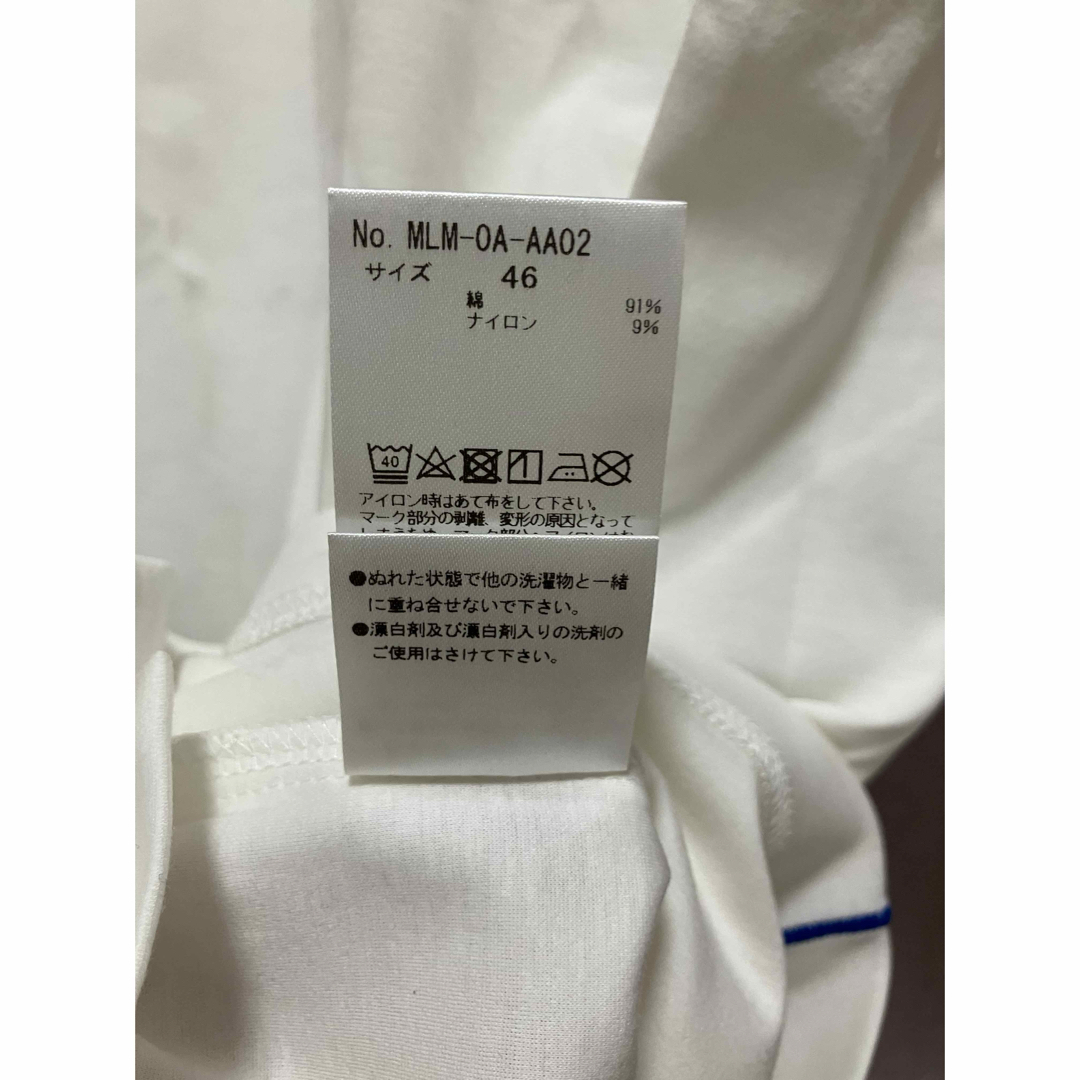 No. MLM-OA-AA02
サイズ 46
綿 91%
ナイロン 9%
40
アイロン時はあて布をして下さい。
マーク部分の剥離、変形の原因となって
●ぬれた状態で他の洗濯物と一緒
に重ね合せないで下さい。
●漂白剤及び漂白剤入りの洗剤の
ご使用はさけて下さい。